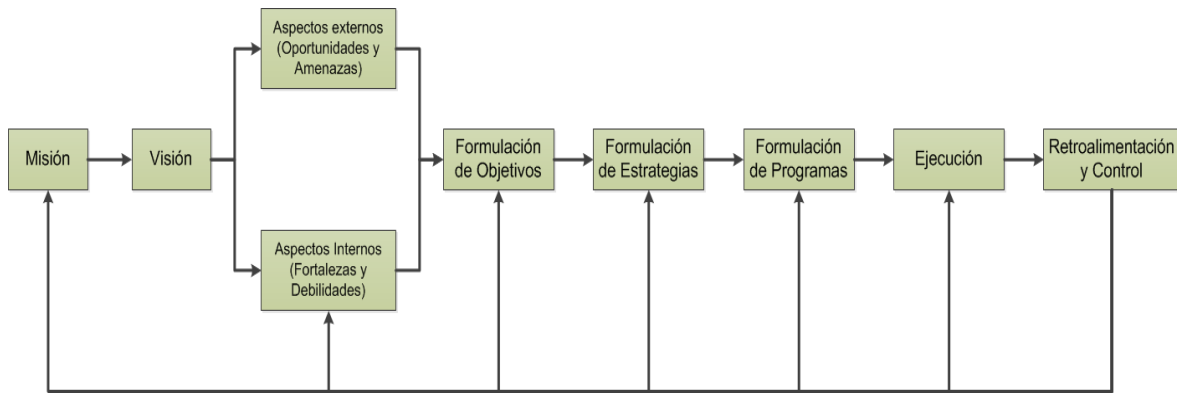 Misión
Visión
Aspectos externos
(Oportunidades y
Amenazas)
Aspectos Internos
(Fortalezas y
Debilidades)
Formulación
de Objetivos
Formulación
de Estrategias
Formulación
de Programas
Ejecución
Retroalimentación
y Control